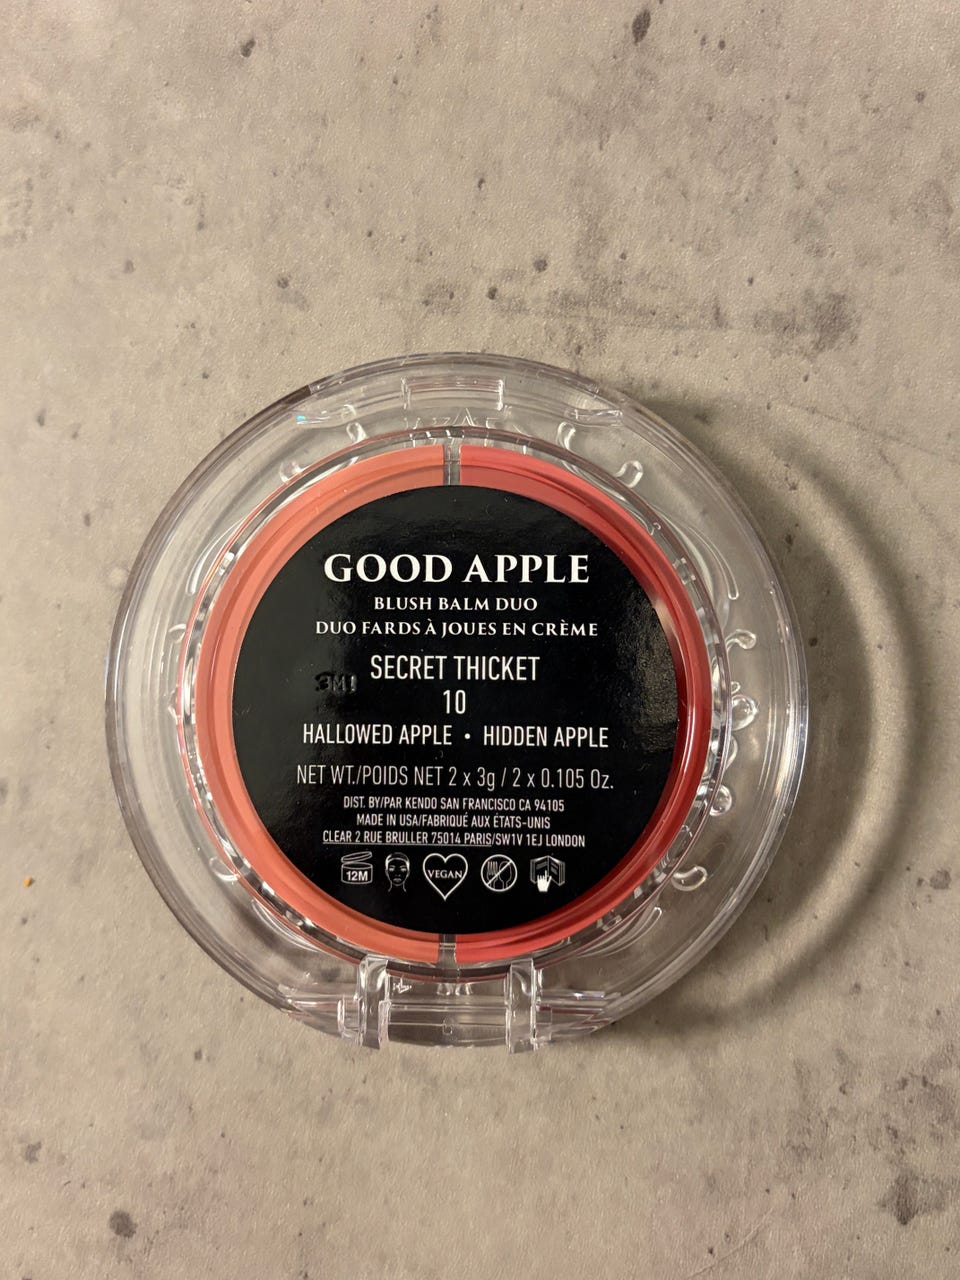 GOOD APPLE
BLUSH BALM DUO
DUO FARDS À JOUES EN CRÈME
SECRET THICKET
3M!
10
HALLOWED APPLE • HIDDEN APPLE
NET WT./POIDS NET 2 x 3g / 2 x 0.105 Oz.
DIST. BY/PAR KENDO SAN FRANCISCO CA 94105
MADE IN USA/FABRIQUÉ AUX ÉTATS-UNIS
CLEAR 2 RUE BRULLER 75014 PARIS/SW1V 1EJ LONDON
12M
VEGAN